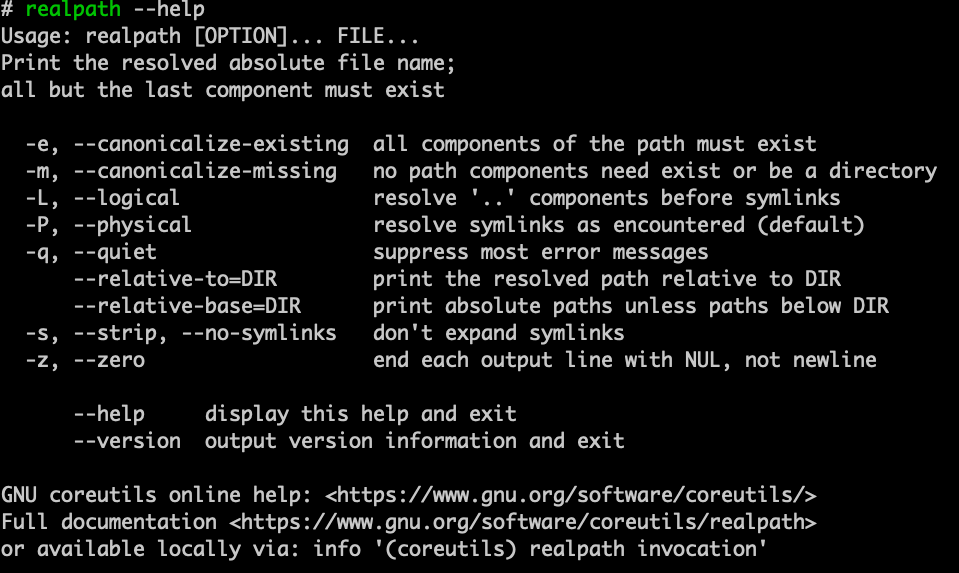 # realpath --help
Usage: realpath [OPTION]... FILE...
Print the resolved absolute file name;
all but the last component must exist

  -e, --canonicalize-existing  all components of the path must exist
  -m, --canonicalize-missing   no path components need exist or be a directory
  -L, --logical                resolve '..' components before symlinks
  -P, --physical               resolve symlinks as encountered (default)
  -q, --quiet                  suppress most error messages
      --relative-to=DIR        print the resolved path relative to DIR
      --relative-base=DIR      print absolute paths unless paths below DIR
  -s, --strip, --no-symlinks   don't expand symlinks
  -z, --zero                   end each output line with NUL, not newline

      --help     display this help and exit
      --version  output version information and exit

GNU coreutils online help: <https://www.gnu.org/software/coreutils/>
Full documentation <https://www.gnu.org/software/coreutils/realpath>
or available locally via: info '(coreutils) realpath invocation'